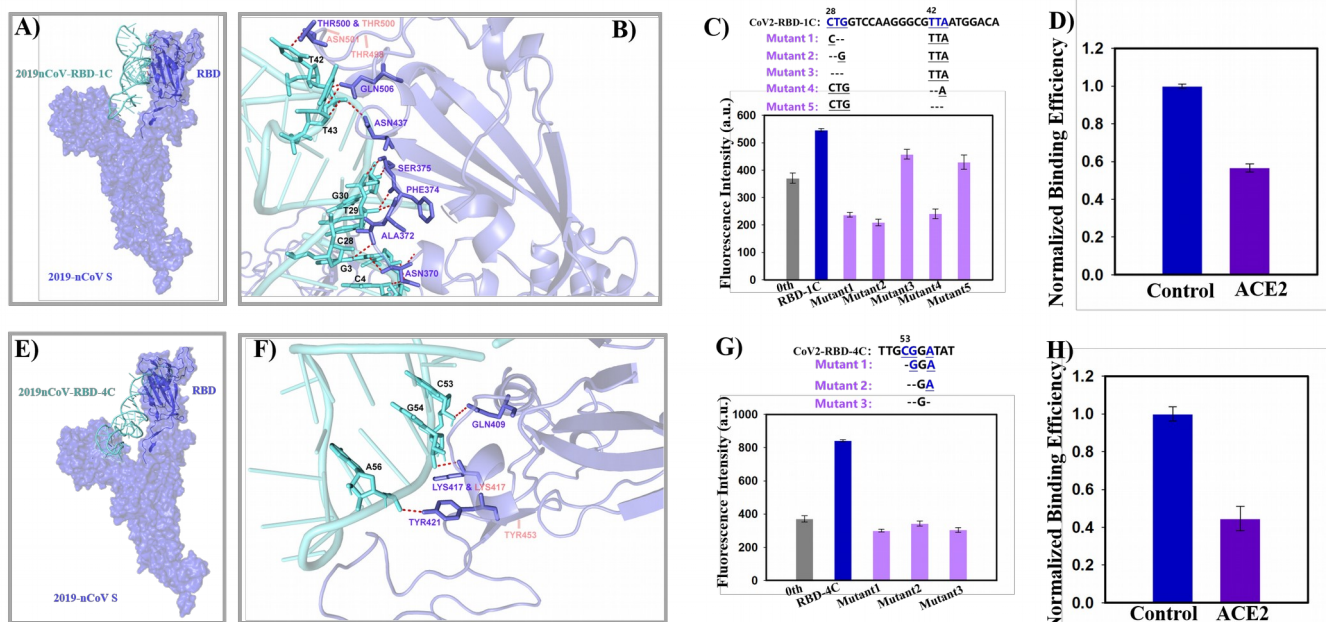 A)
2019nCoV-RBD-1C
RBD
2019-nCoV S
B)
THR500 & THR500
ASN501
THR498
T42
GLN506
T43
ASN437
SER375
PHE374
G30
T29
ALA372
C28
G3
ASN370
C4
C)
28
42
CoV2-RBD-1C: CTGGTCCAAGGGCGTTAATGGACA
Mutant 1: C-- TTA
Mutant 2: --G TTA
Mutant 3: --- TTA
Mutant 4: CTG --A
Mutant 5: CTG ---
Fluorescence Intensity (a.u.)
600
500
400
300
200
100
0
0th
RBD-1C
Mutant1
Mutant2
Mutant3
Mutant4
Mutant5
D)
Normalized Binding Efficiency
1.2
1.0
0.8
0.6
0.4
0.2
0.0
Control
ACE2
E)
2019nCoV-RBD-4C
RBD
2019-nCoV S
F)
C53
G54
GLN409
A56
LYS417 & LYS417
TYR421
TYR453
G)
53
CoV2-RBD-4C: TTGCGGATAT
Mutant 1: -GGA
Mutant 2: --GA
Mutant 3: --G-
Fluorescence Intensity (a.u.)
1000
800
600
400
200
0
0th
RBD-4C
Mutant1
Mutant2
Mutant3
H)
Normalized Binding Efficiency
1.2
1.0
0.8
0.6
0.4
0.2
0.0
Control
ACE2